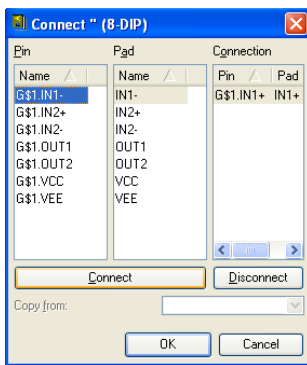 Connect '' (8-DIP)
Pin Pad Connection
Name Name Pin Pad
G$1.IN1- IN1- G$1.IN1+ IN1+
G$1.IN2+ IN2+
G$1.IN2- IN2-
G$1.OUT1 OUT1
G$1.OUT2 OUT2
G$1.VCC VCC
G$1.VEE VEE
Connect Disconnect
Copy from:
OK Cancel